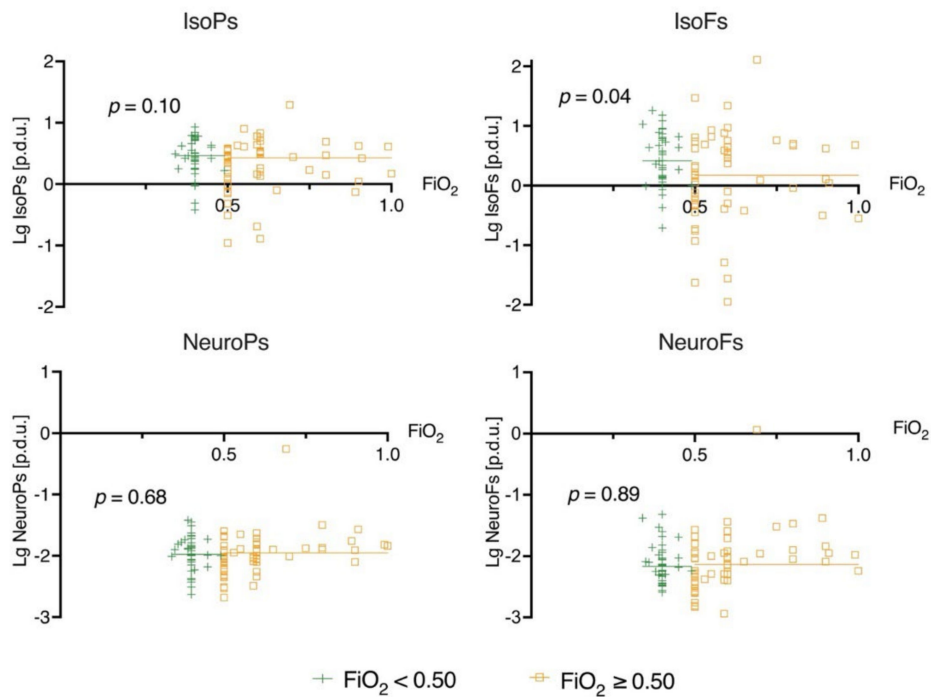 IsoPs
Lg IsoPs [p.d.u.]
2
1
0
-1
-2
p = 0.10
0.5
1.0
FiO2
IsoFs
Lg IsoFs [p.d.u.]
2
1
0
-1
-2
p = 0.04
0.5
1.0
FiO2
NeuroPs
Lg NeuroPs [p.d.u.]
1
0
-1
-2
-3
p = 0.68
0.5
1.0
FiO2
NeuroFs
Lg NeuroFs [p.d.u.]
1
0
-1
-2
-3
p = 0.89
0.5
1.0
FiO2
FiO2 < 0.50
FiO2 ≥ 0.50